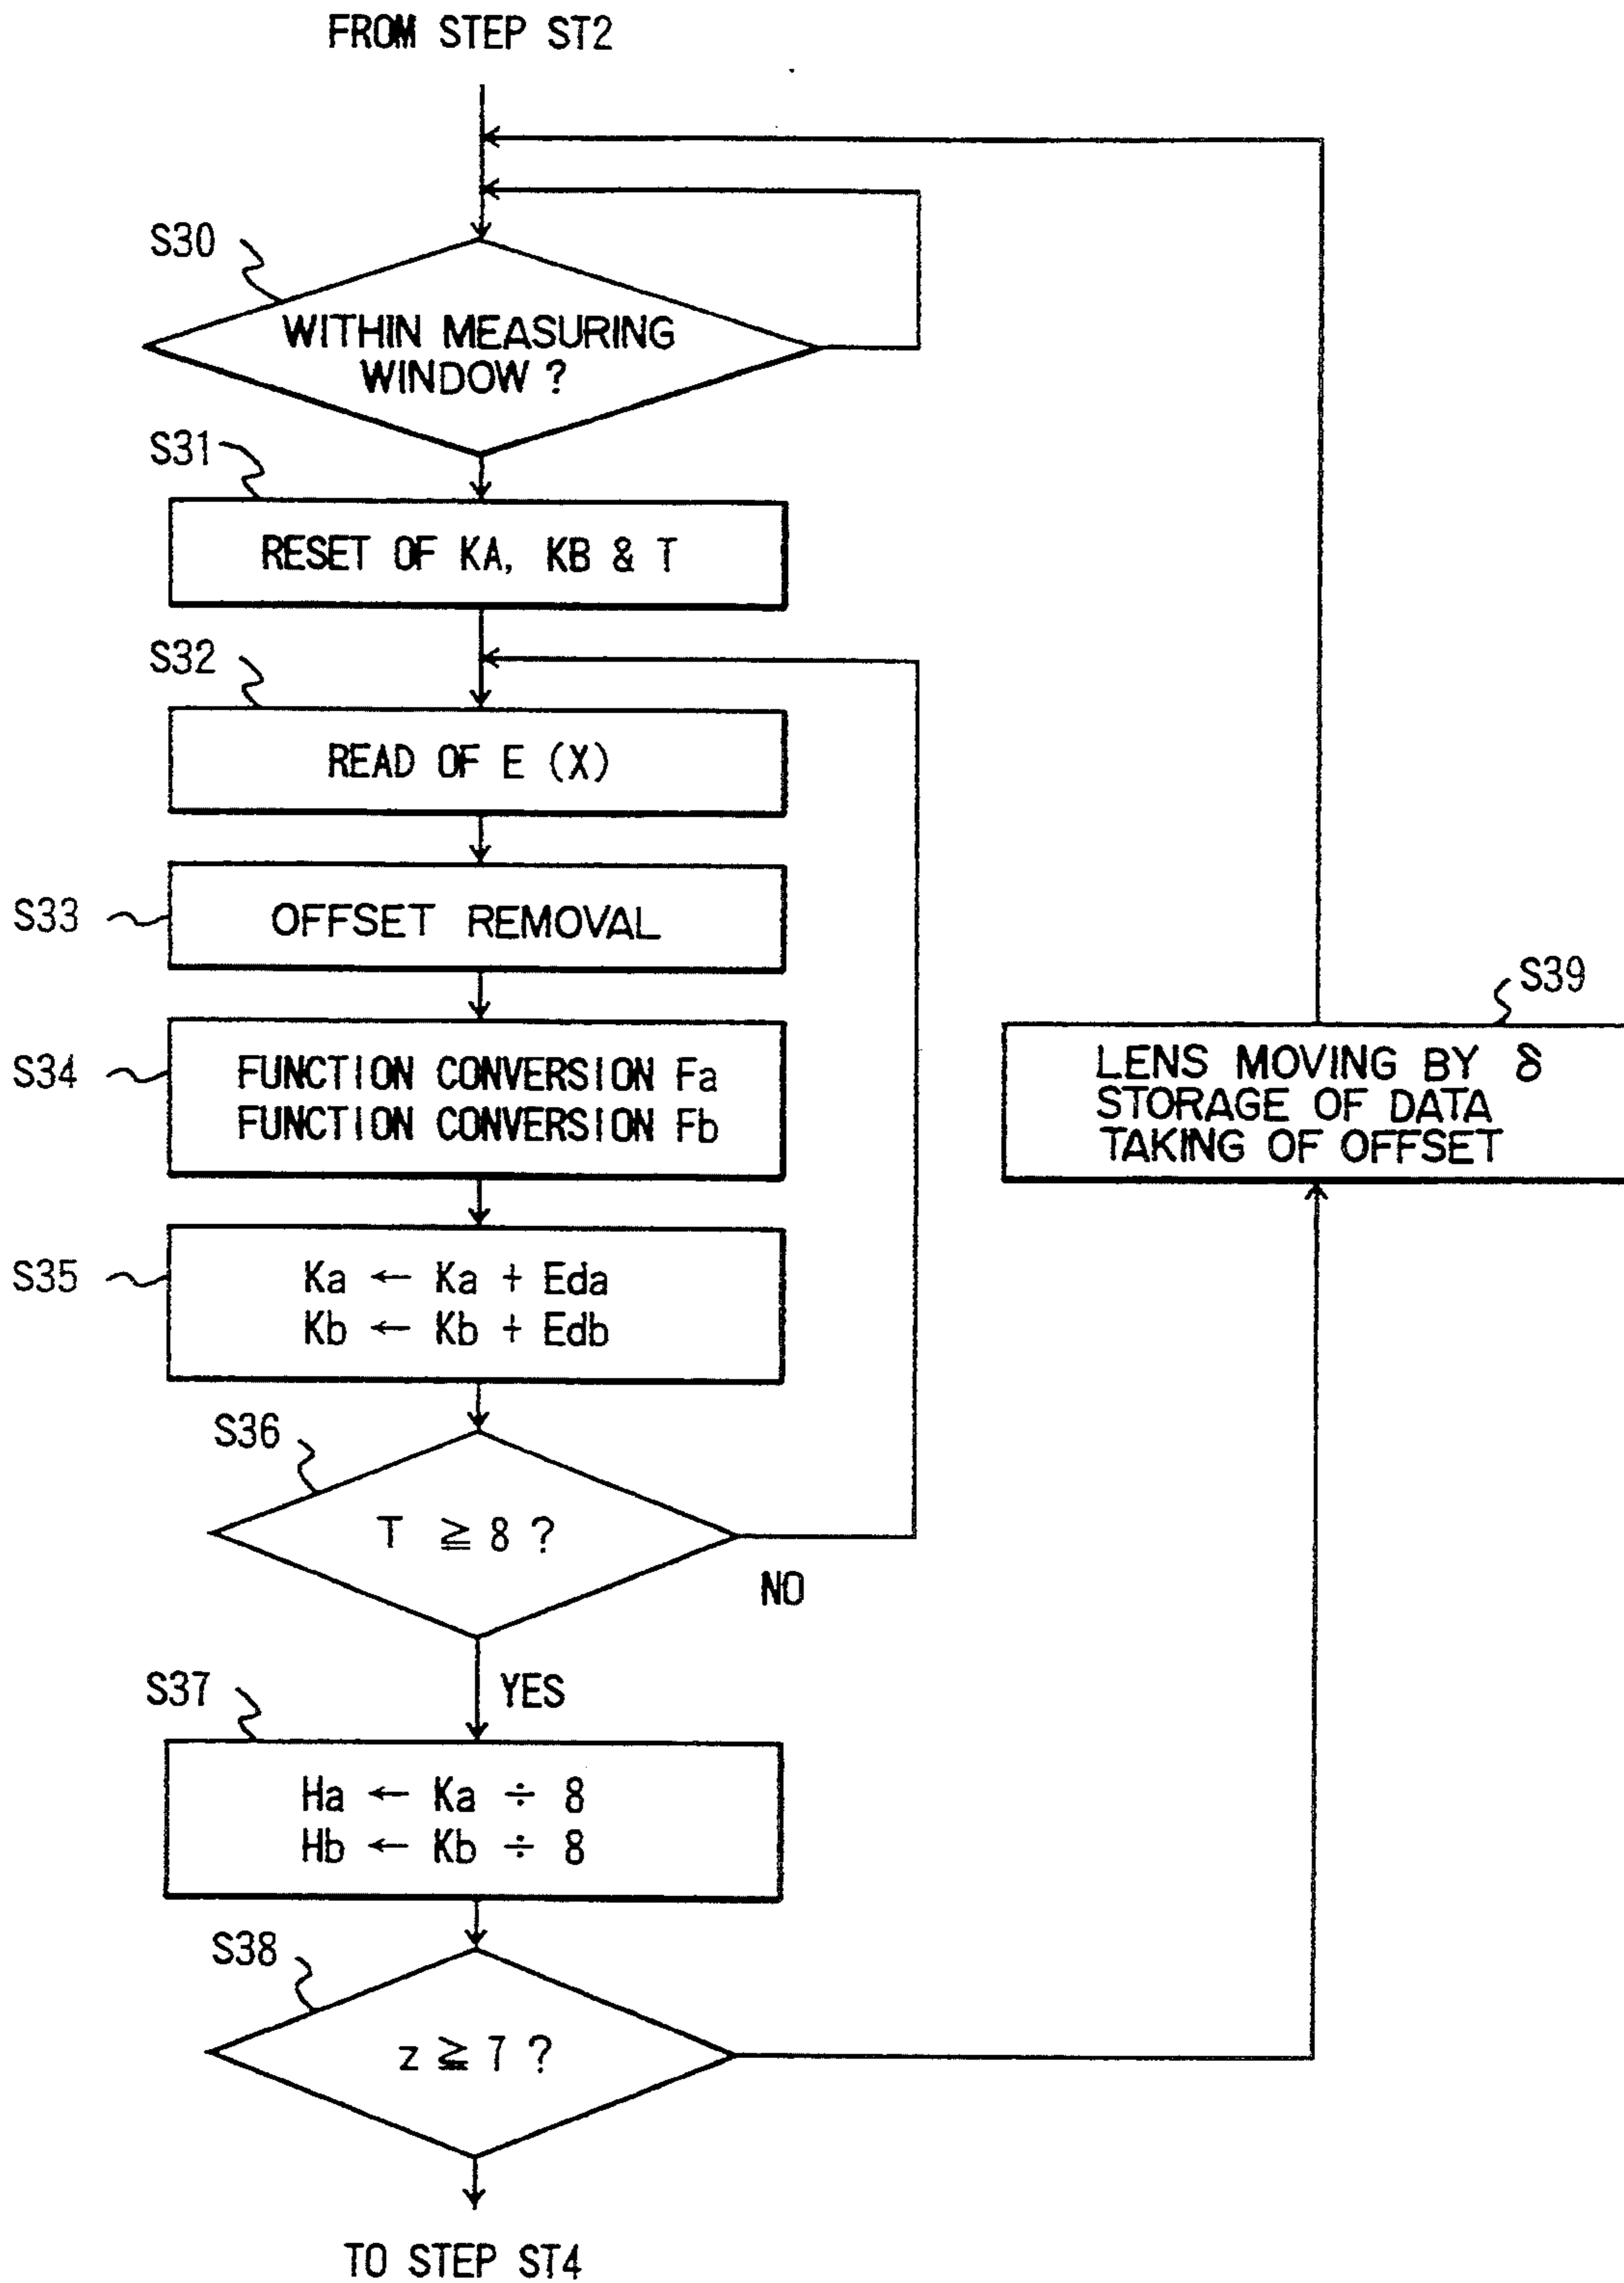 FROM STEP ST2
S30
WITHIN MEASURING
WINDOW ?
S31
RESET OF KA, KB & T
S32
READ OF E (X)
S33
OFFSET REMOVAL
S34
FUNCTION CONVERSION Fa
FUNCTION CONVERSION Fb
S39
LENS MOVING BY δ
STORAGE OF DATA
TAKING OF OFFSET
S35
Ka ← Ka + Eda
Kb ← Kb + Edb
S36
T ≧ 8 ?
NO
YES
S37
Ha ← Ka ÷ 8
Hb ← Kb ÷ 8
S38
z ≧ 7 ?
TO STEP ST4